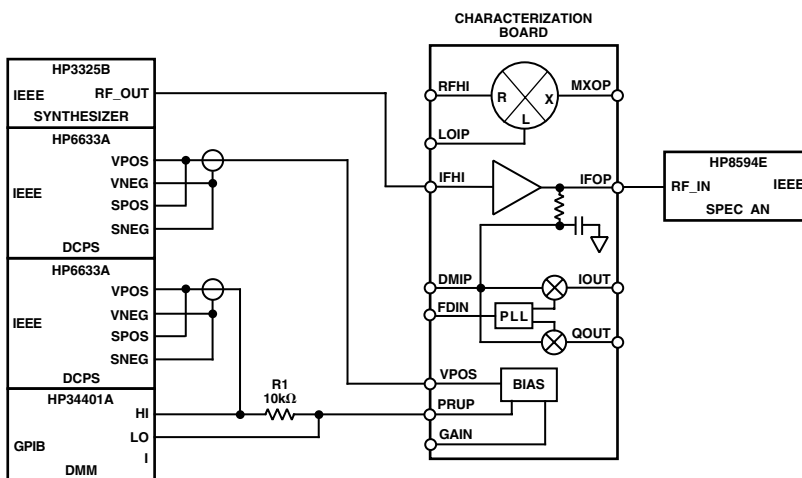 CHARACTERIZATION
BOARD
HP3325B
IEEE
RF_OUT
SYNTHESIZER
HP6633A
VPOS
IEEE
VNEG
SPOS
SNEG
DCPS
HP6633A
VPOS
IEEE
VNEG
SPOS
SNEG
DCPS
HP34401A
HI
GPIB
LO
I
DMM
R1
10kΩ
RFHI
R
X
L
MXOP
LOIP
IFHI
IFOP
DMIP
IOUT
FDIN
PLL
QOUT
VPOS
BIAS
PRUP
GAIN
HP8594E
RF_IN
IEEE
SPEC AN